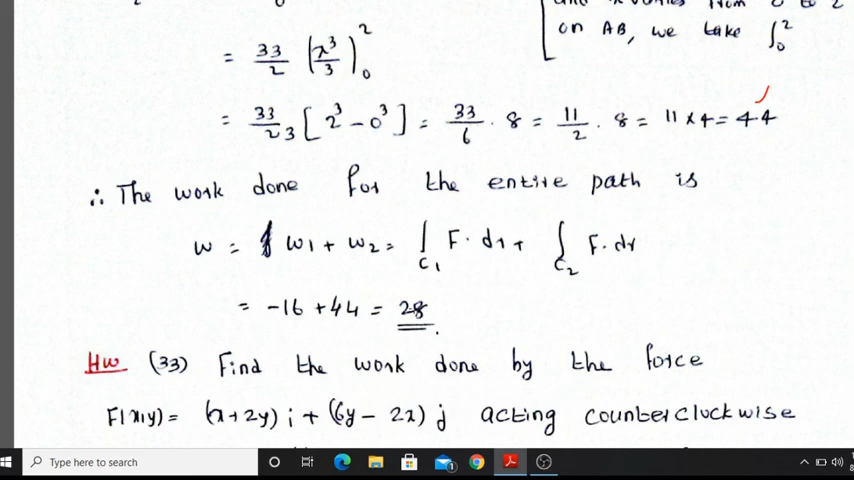 on AB, we take ∫₀²
= 33/2 (x³/3)₀²
= 33/2 3 [2³ - 0³] = 33/6 · 8 = 11/2 · 8 = 11 x 4 = 44
∴ The work done for the entire path is
w = w1 + w2 = ∫C1 F· dr + ∫C2 F· dr
= -16 + 44 = 28
HW (33) Find the work done by the force
F(x,y) = (x+2y) i + (6y - 2x) j acting counterclockwise
Type here to search